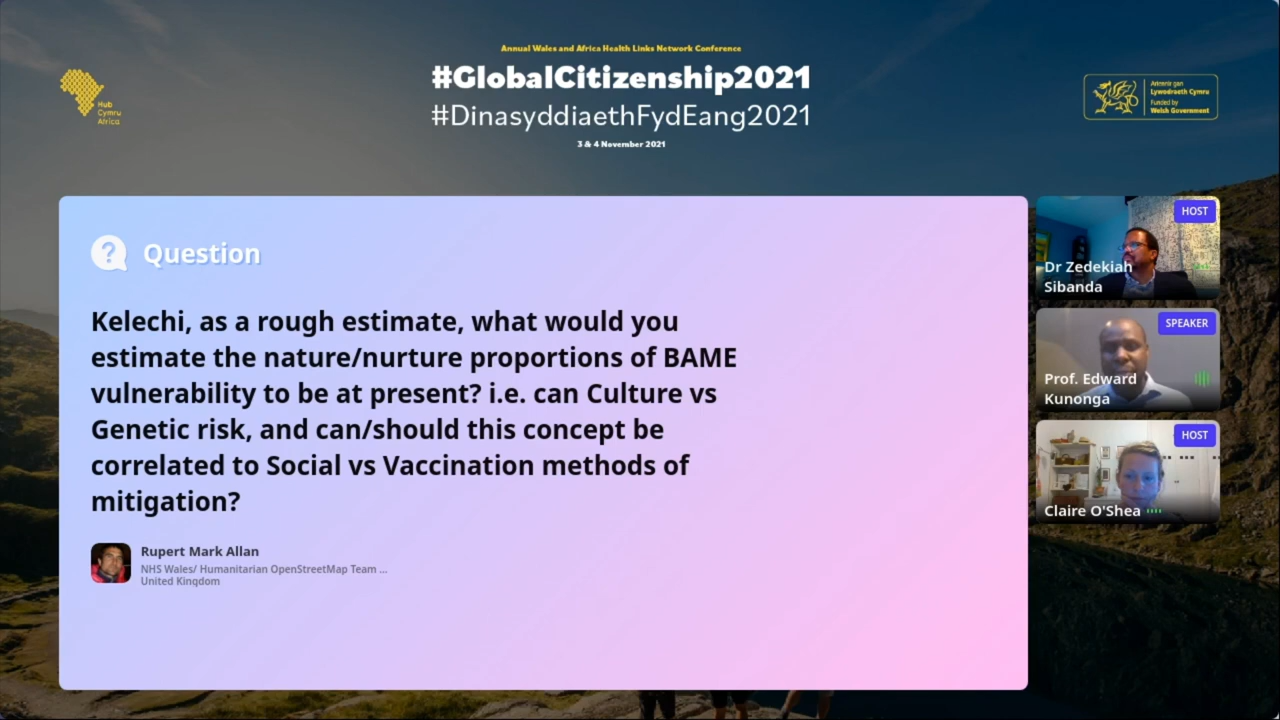 Annual Wales and Africa Health Links Network Conference
#GlobalCitizenship2021
#DinasyddiaethFydEang2021
3 & 4 November 2021
Hub
Cymru
Africa
Ariennir gan
Lywodraeth Cymru
Funded by
Welsh Government
Question
Kelechi, as a rough estimate, what would you
estimate the nature/nurture proportions of BAME
vulnerability to be at present? i.e. can Culture vs
Genetic risk, and can/should this concept be
correlated to Social vs Vaccination methods of
mitigation?
Rupert Mark Allan
NHS Wales/ Humanitarian OpenStreetMap Team ...
United Kingdom
HOST
Dr Zedekiah
Sibanda
SPEAKER
Prof. Edward
Kunonga
HOST
Claire O'Shea